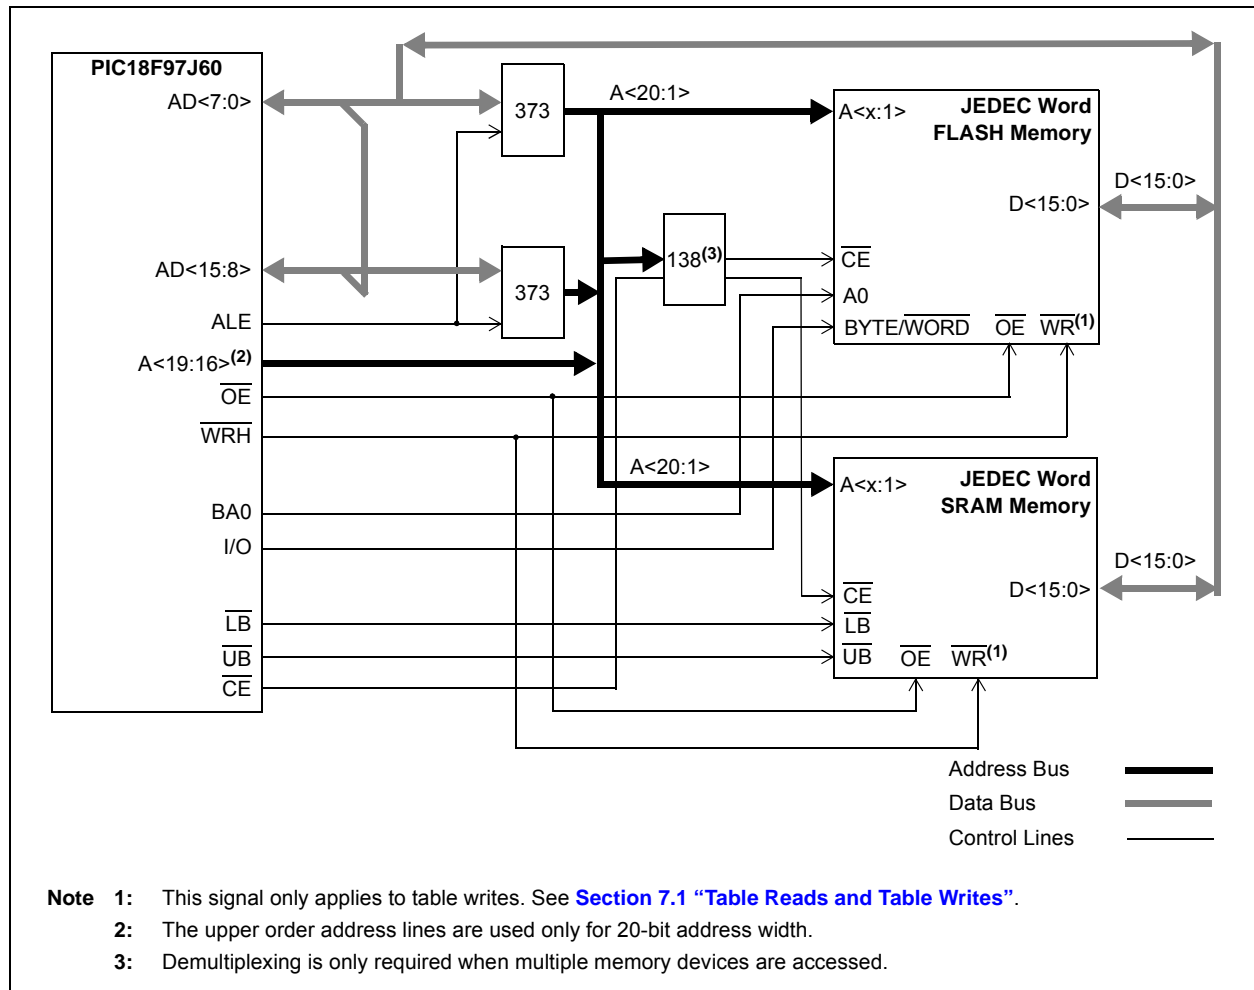 PIC18F97J60
AD<7:0>
AD<15:8>
ALE
A<19:16>(2)
OE
WRH
BA0
I/O
LB
UB
CE
373
373
138(3)
A<20:1>
A<20:1>
JEDEC Word
FLASH Memory
A<x:1>
D<15:0>
CE
A0
BYTE/WORD OE WR(1)
D<15:0>
JEDEC Word
SRAM Memory
A<x:1>
D<15:0>
CE
LB
UB OE WR(1)
D<15:0>
Address Bus
Data Bus
Control Lines
Note 1: This signal only applies to table writes. See Section 7.1 “Table Reads and Table Writes”.
2: The upper order address lines are used only for 20-bit address width.
3: Demultiplexing is only required when multiple memory devices are accessed.